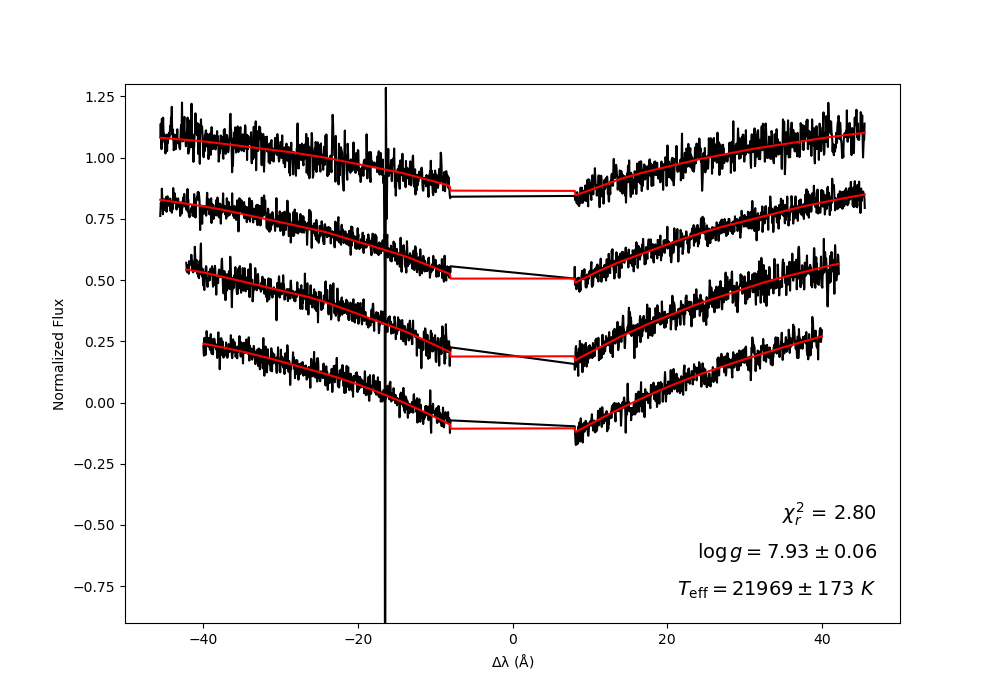 1.25
1.00
0.75
0.50
0.25
0.00
−0.25
−0.50
−0.75
Normalized Flux
χ²ᵣ = 2.80
log g = 7.93 ± 0.06
T_eff = 21969 ± 173 K
−40 −20 0 20 40
Δλ (Å)